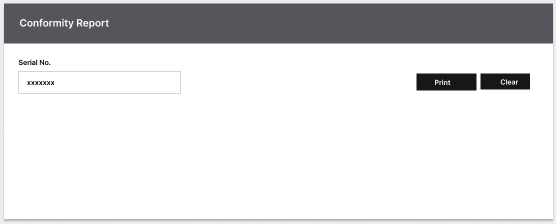 Conformity Report
Serial No.
xxxxxxx
Print
Clear